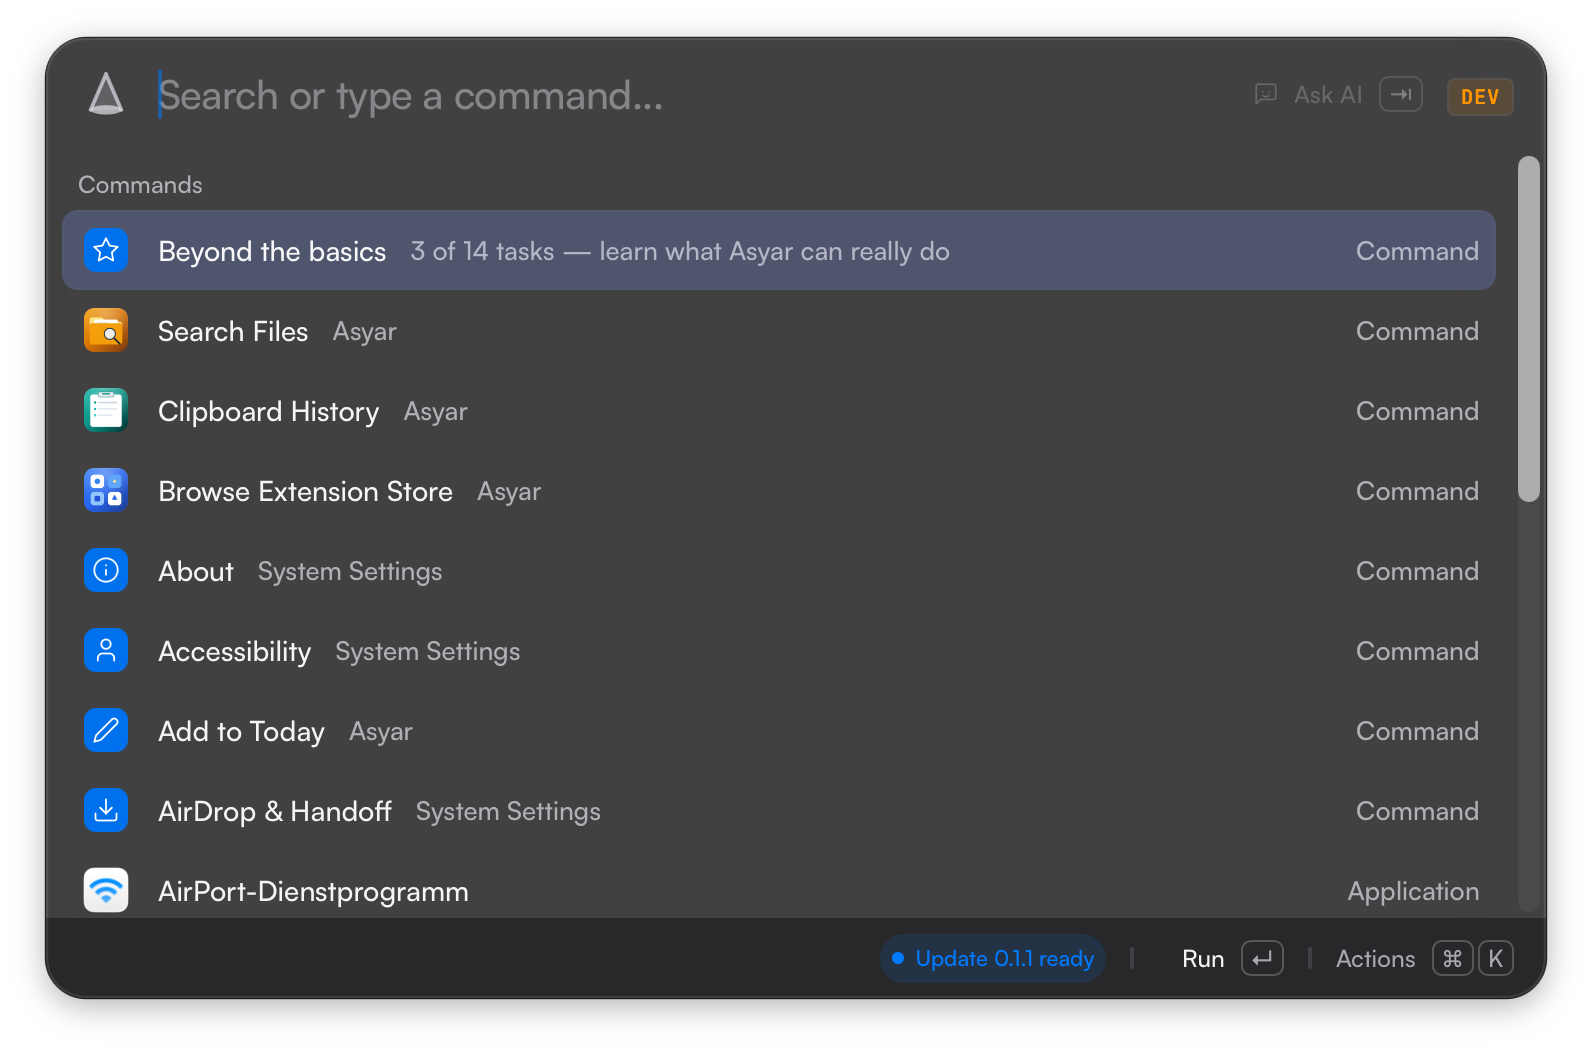 Search or type a command...
Ask AI
DEV
Commands
Beyond the basics 3 of 14 tasks — learn what Asyar can really do Command
Search Files Asyar Command
Clipboard History Asyar Command
Browse Extension Store Asyar Command
About System Settings Command
Accessibility System Settings Command
Add to Today Asyar Command
AirDrop & Handoff System Settings Command
AirPort-Dienstprogramm Application
Update 0.1.1 ready | Run ↵ | Actions ⌘ K